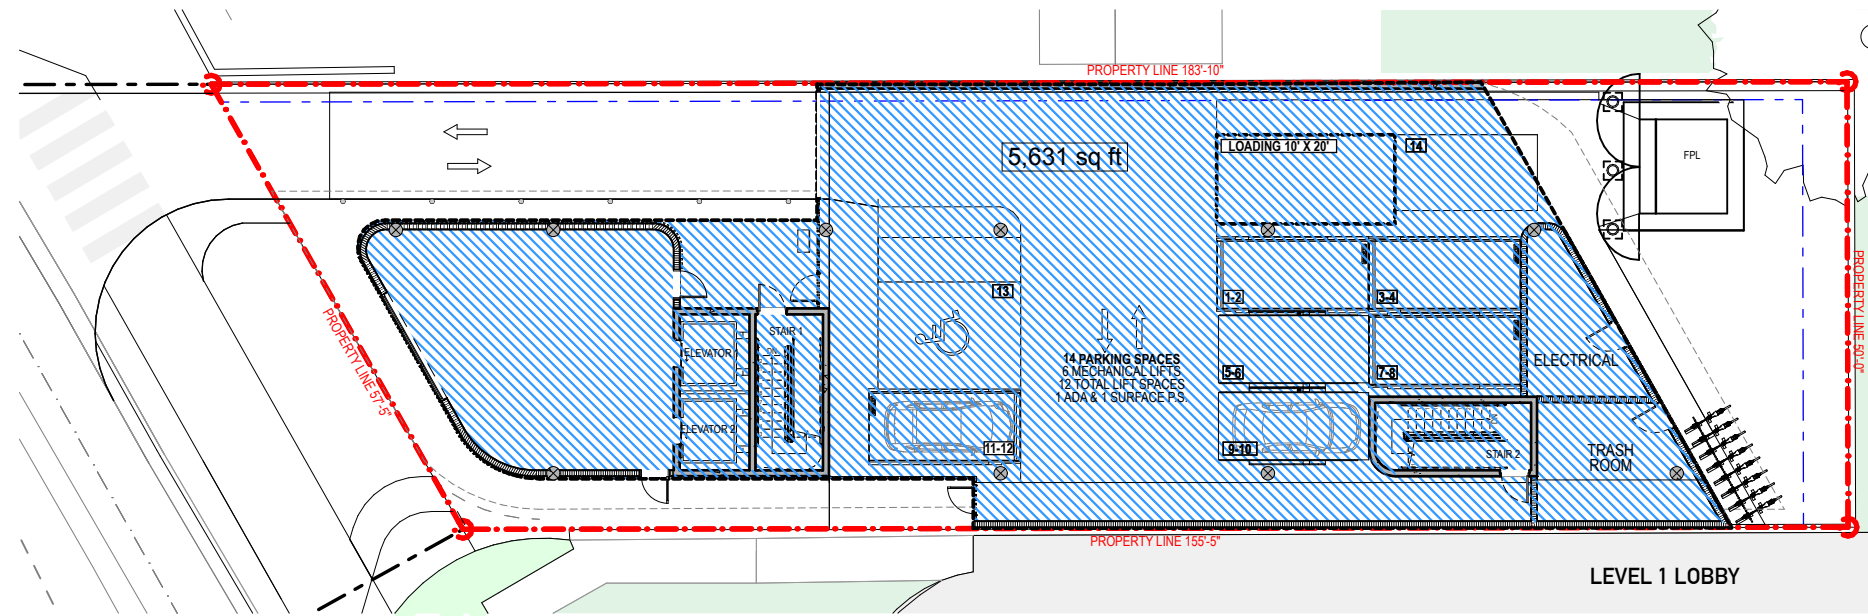 PROPERTY LINE 183'-10"
5,631 sq ft
LOADING 10' X 20'
14
FPL
13
1-2
3-4
STAIR 1
ELEVATOR
14 PARKING SPACES
6 MECHANICAL LIFTS
12 TOTAL LIFT SPACES
1 ADA & 1 SURFACE P.S.
5-6
7-8
ELECTRICAL
PROPERTY LINE 57'-5"
PROPERTY LINE 50'-0"
ELEVATOR 2
11-12
9-10
STAIR 2
TRASH
ROOM
PROPERTY LINE 155'-5"
LEVEL 1 LOBBY